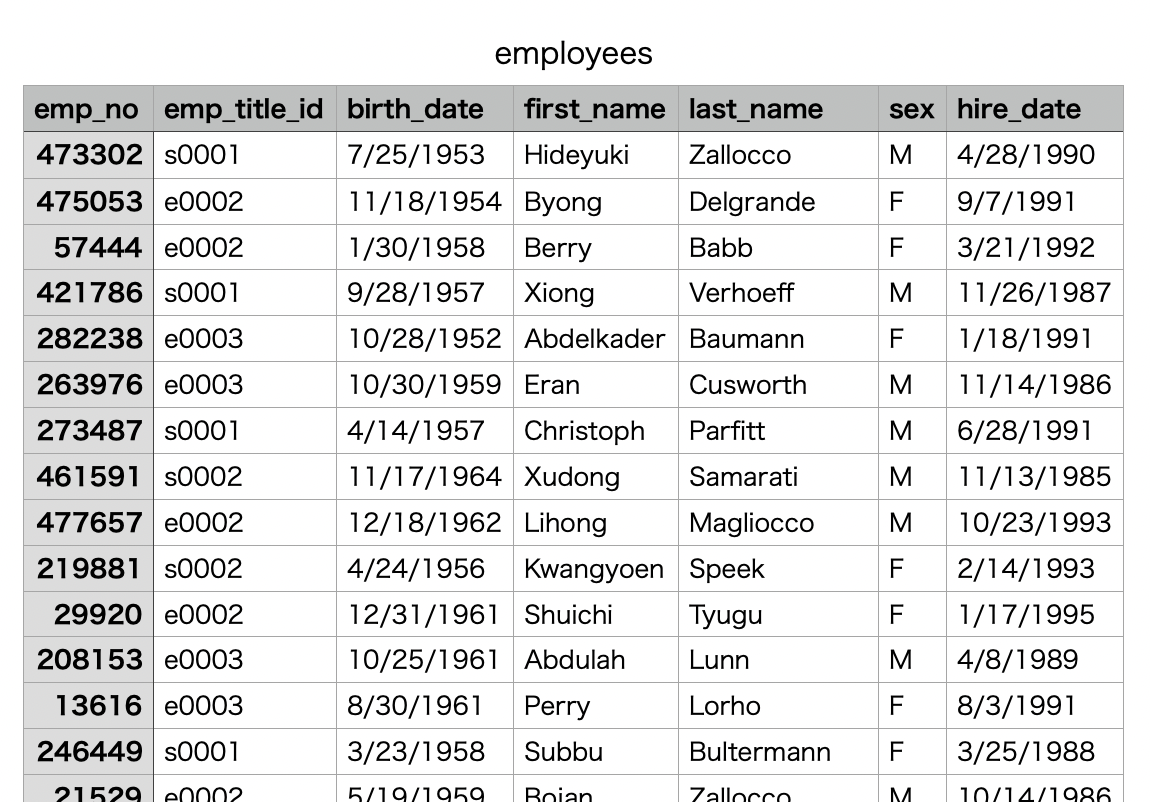 employees
emp_no emp_title_id birth_date first_name last_name sex hire_date
473302 s0001 7/25/1953 Hideyuki Zallocco M 4/28/1990
475053 e0002 11/18/1954 Byong Delgrande F 9/7/1991
57444 e0002 1/30/1958 Berry Babb F 3/21/1992
421786 s0001 9/28/1957 Xiong Verhoeff M 11/26/1987
282238 e0003 10/28/1952 Abdelkader Baumann F 1/18/1991
263976 e0003 10/30/1959 Eran Cusworth M 11/14/1986
273487 s0001 4/14/1957 Christoph Parfitt M 6/28/1991
461591 s0002 11/17/1964 Xudong Samarati M 11/13/1985
477657 e0002 12/18/1962 Lihong Magliocco M 10/23/1993
219881 s0002 4/24/1956 Kwangyoen Speek F 2/14/1993
29920 e0002 12/31/1961 Shuichi Tyugu F 1/17/1995
208153 e0003 10/25/1961 Abdulah Lunn M 4/8/1989
13616 e0003 8/30/1961 Perry Lorho F 8/3/1991
246449 s0001 3/23/1958 Subbu Bultermann F 3/25/1988
21529 e0002 5/19/1959 Bojan Zallocco M 10/14/1986